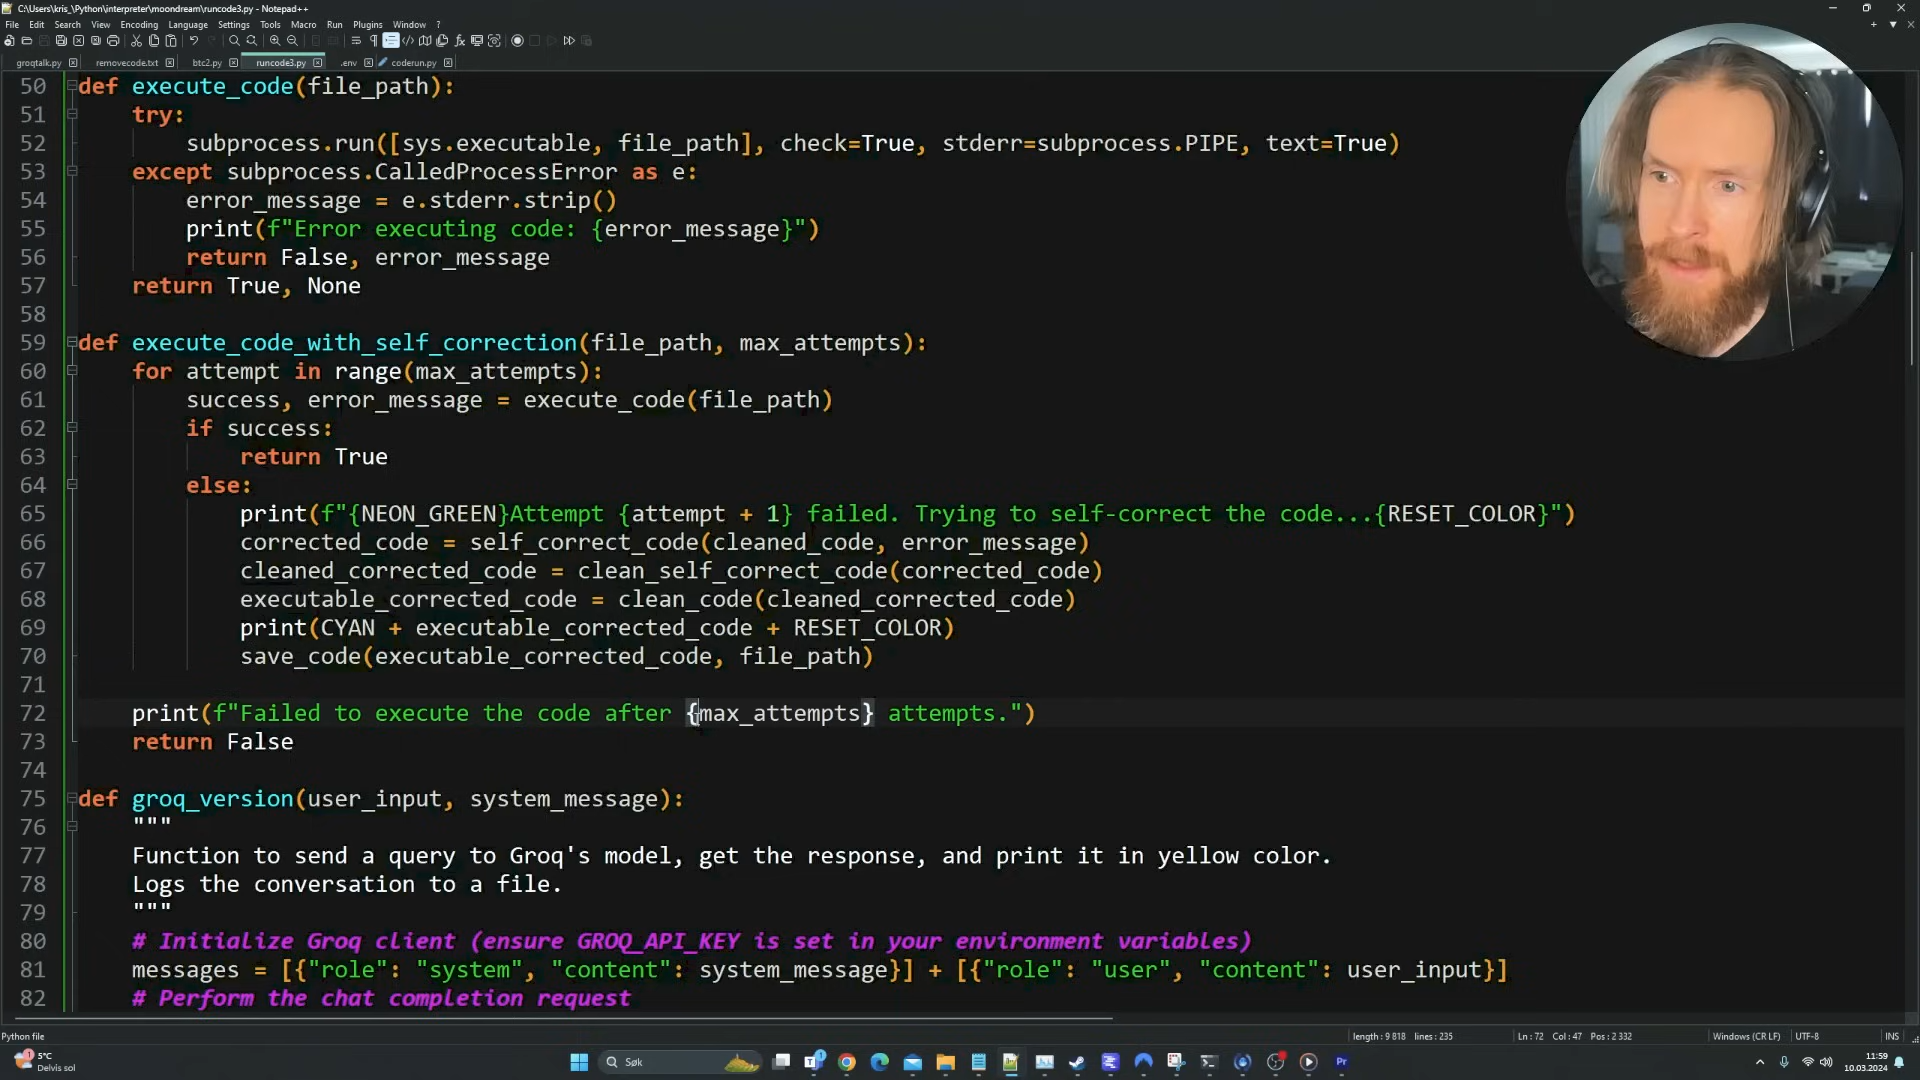 C:\Users\kris_\Python\interpreter\moondream\runcode3.py - Notepad++
File Edit Search View Encoding Language Settings Tools Macro Run Plugins Window ?
groqtalk.py removecode.txt btc2.py runcode3.py .env coderun.py
50 def execute_code(file_path):
51 try:
52 subprocess.run([sys.executable, file_path], check=True, stderr=subprocess.PIPE, text=True)
53 except subprocess.CalledProcessError as e:
54 error_message = e.stderr.strip()
55 print(f"Error executing code: {error_message}")
56 return False, error_message
57 return True, None
58
59 def execute_code_with_self_correction(file_path, max_attempts):
60 for attempt in range(max_attempts):
61 success, error_message = execute_code(file_path)
62 if success:
63 return True
64 else:
65 print(f"{NEON_GREEN}Attempt {attempt + 1} failed. Trying to self-correct the code...{RESET_COLOR}")
66 corrected_code = self_correct_code(cleaned_code, error_message)
67 cleaned_corrected_code = clean_self_correct_code(corrected_code)
68 executable_corrected_code = clean_code(cleaned_corrected_code)
69 print(CYAN + executable_corrected_code + RESET_COLOR)
70 save_code(executable_corrected_code, file_path)
71
72 print(f"Failed to execute the code after {max_attempts} attempts.")
73 return False
74
75 def groq_version(user_input, system_message):
76 """
77 Function to send a query to Groq's model, get the response, and print it in yellow color.
78 Logs the conversation to a file.
79 """
80 # Initialize Groq client (ensure GROQ_API_KEY is set in your environment variables)
81 messages = [{"role": "system", "content": system_message}] + [{"role": "user", "content": user_input}]
82 # Perform the chat completion request
Python file length : 9 818 lines : 235 Ln : 72 Col : 47 Pos : 2 332 Windows (CR LF) UTF-8 INS
5°C
Delvis sol
Søk
11:59
10.03.2024